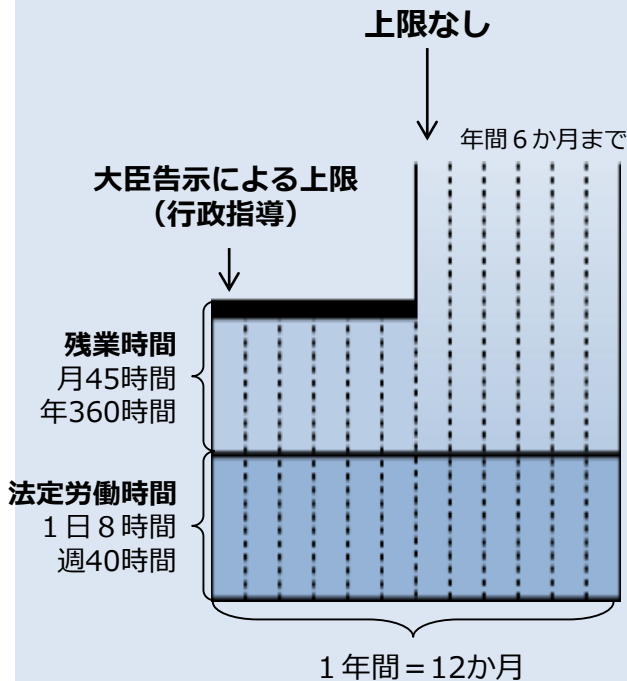 上限なし
年間６か月まで
大臣告示による上限
（行政指導）
残業時間
月45時間
年360時間
法定労働時間
１日８時間
週40時間
１年間＝12か月